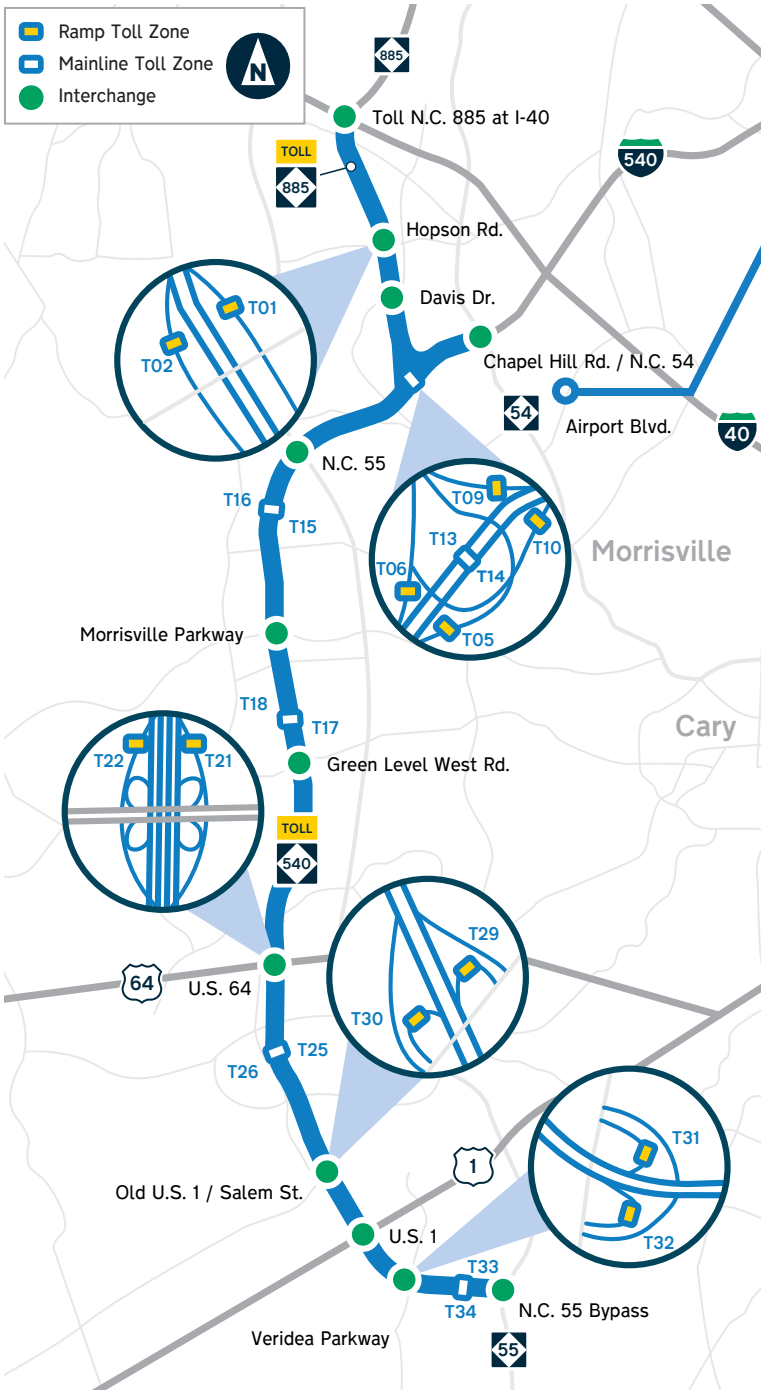 Ramp Toll Zone
Mainline Toll Zone
Interchange
N
885
Toll N.C. 885 at I-40
TOLL
885
540
Hopson Rd.
T01
T02
Davis Dr.
Chapel Hill Rd. / N.C. 54
54
Airport Blvd.
40
N.C. 55
T16
T15
T09
T10
T13
T14
T06
T05
Morrisville
Morrisville Parkway
T18
T17
Cary
T22
T21
Green Level West Rd.
TOLL
540
T29
T30
64
U.S. 64
T25
T26
T31
T32
1
Old U.S. 1 / Salem St.
U.S. 1
T33
T34
N.C. 55 Bypass
Veridea Parkway
55